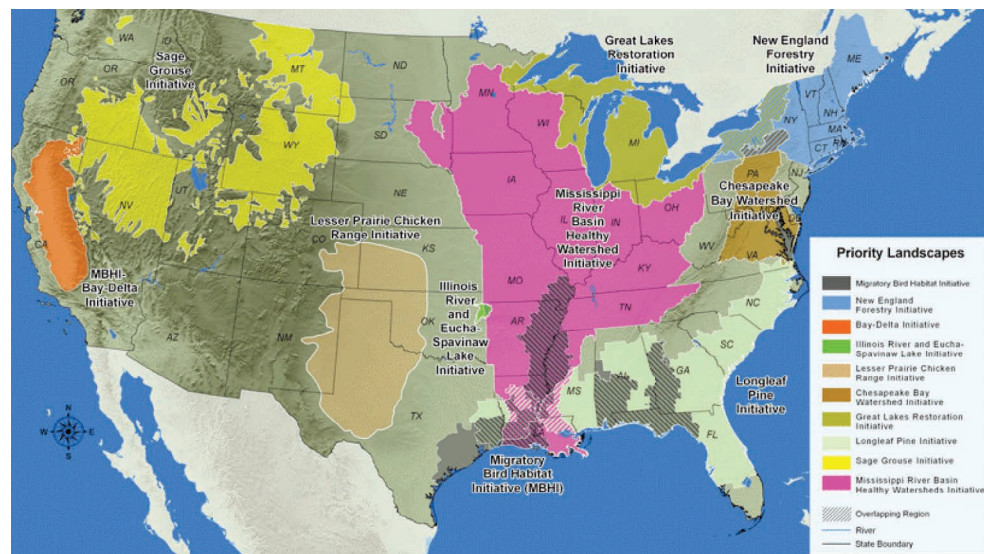 WA
OR
OR
ID
Sage
Grouse
Initiative
MT
ND
MN
Great Lakes
Restoration
Initiative
New England
Forestry
Initiative
ME
VT
NH
NY
MA
CT
RI
SD
WI
MI
WY
NE
IA
PA
NJ
NV
UT
CA
Lesser Prairie Chicken
Range Initiative
CO
KS
Mississippi
River
Basin
Healthy
Watershed
Initiative
IL
IN
OH
Chesapeake
Bay Watershed
Initiative
DE
WV
VA
MBHI-
Bay-Delta
Initiative
MO
KY
Illinois
River
and
Eucha-
Spavinaw
Lake
Initiative
AZ
NM
OK
AR
TN
NC
SC
MS
AL
GA
Longleaf
Pine
Initiative
TX
LA
FL
Migratory
Bird Habitat
Initiative (MBHI)
N
W
E
S
Priority Landscapes
Migratory Bird Habitat Initiative
New England
Forestry Initiative
Bay-Delta Initiative
Illinois River and Eucha-
Spavinaw Lake Initiative
Lesser Prairie Chicken
Range Initiative
Chesapeake Bay
Watershed Initiative
Great Lakes Restoration
Initiative
Longleaf Pine Initiative
Sage Grouse Initiative
Mississippi River Basin
Healthy Watersheds Initiative
Overlapping Region
River
State Boundary